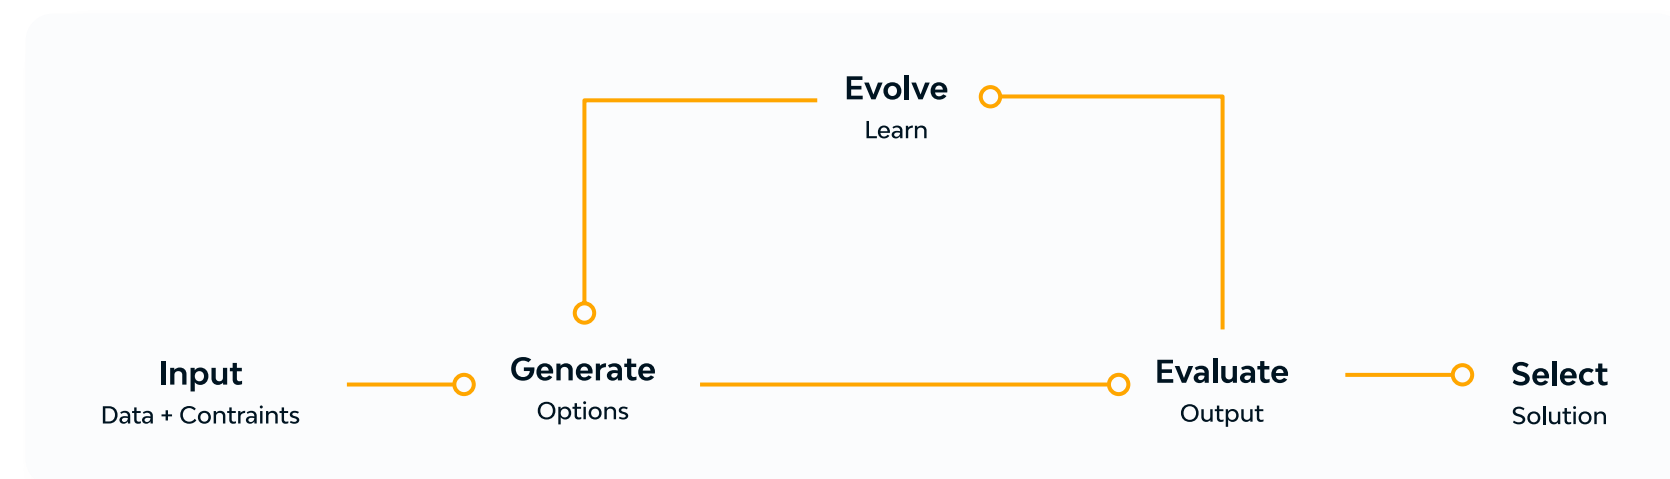 Evolve
Learn
Input
Data + Contraints
Generate
Options
Evaluate
Output
Select
Solution